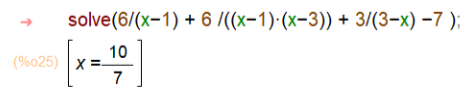 → solve(6/(x−1) + 6 /((x−1)·(x−3)) + 3/(3−x) −7 );
(%o25) [x = 10/7]